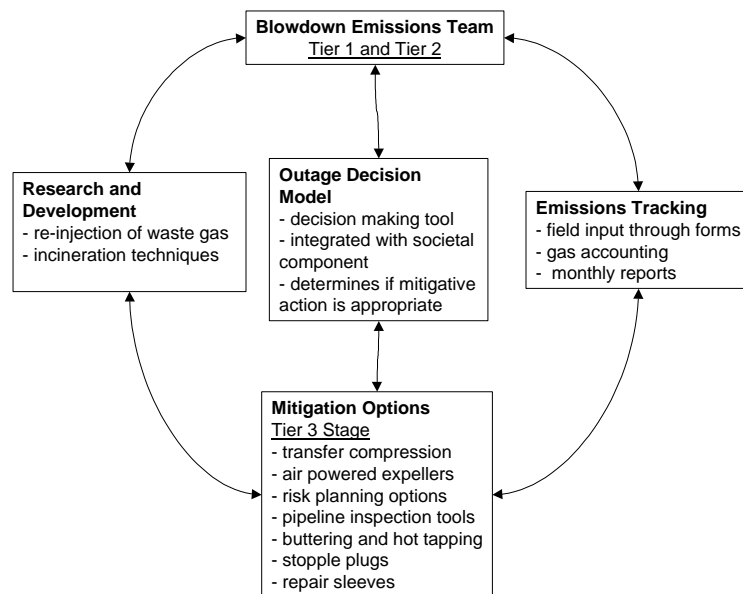 Blowdown Emissions Team
Tier 1 and Tier 2
Research and
Development
- re-injection of waste gas
- incineration techniques
Outage Decision
Model
- decision making tool
- integrated with societal
component
- determines if mitigative
action is appropriate
Emissions Tracking
- field input through forms
- gas accounting
- monthly reports
Mitigation Options
Tier 3 Stage
- transfer compression
- air powered expellers
- risk planning options
- pipeline inspection tools
- buttering and hot tapping
- stopple plugs
- repair sleeves